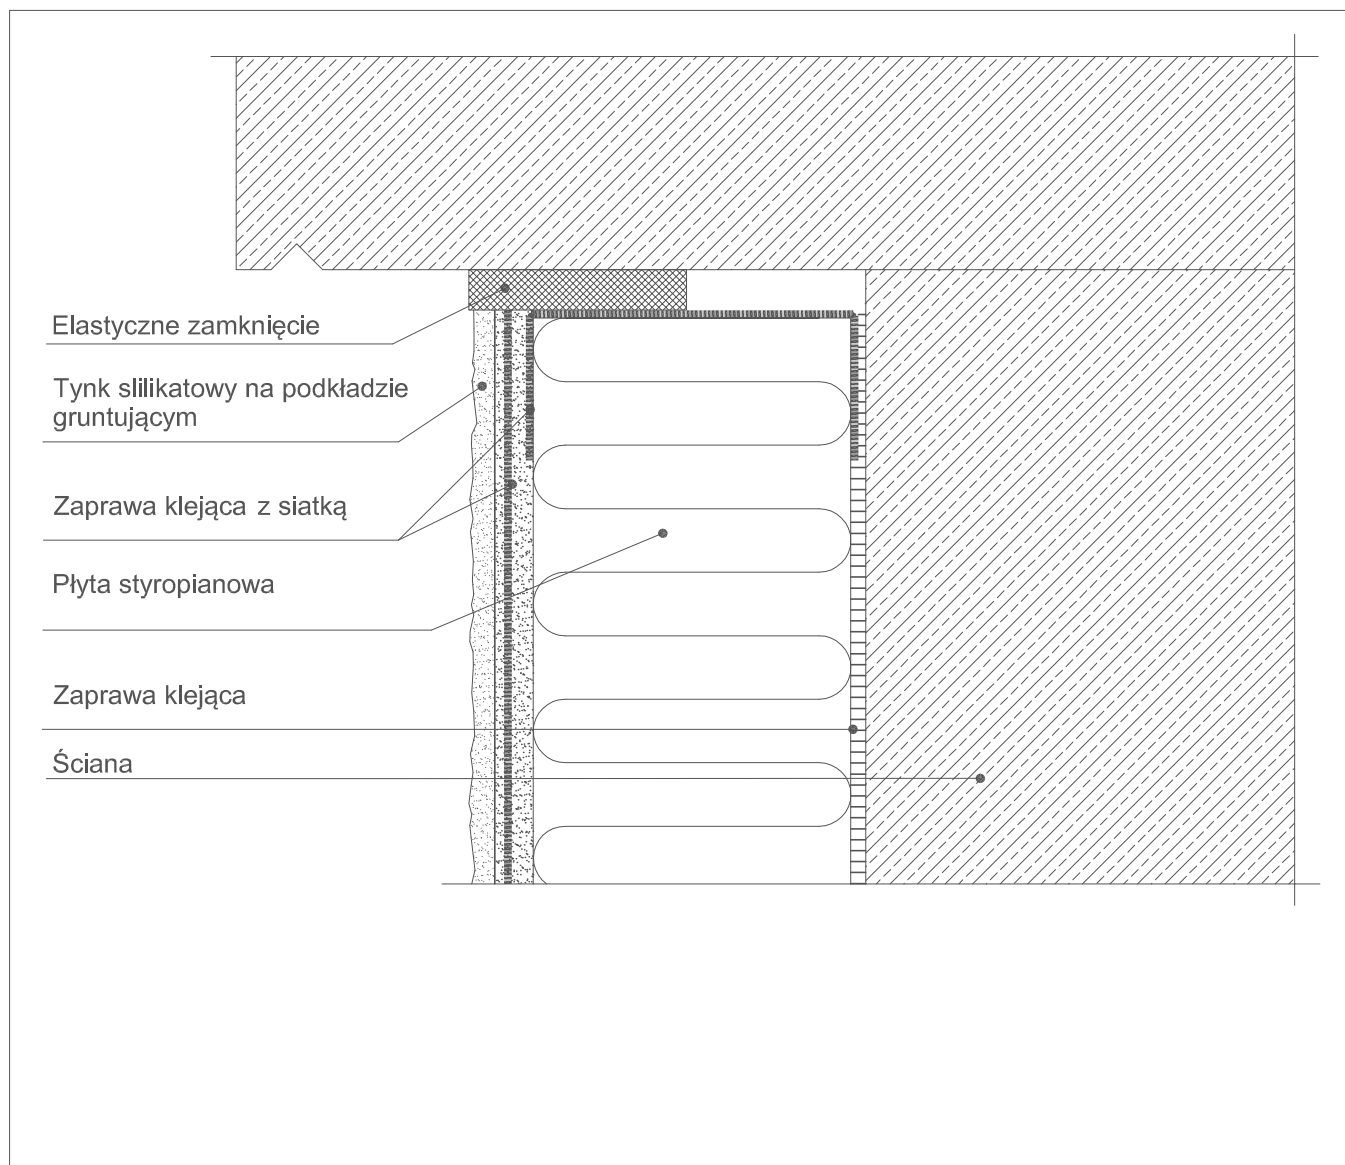 Elastyczne zamknięcie
Tynk slilikatowy na podkładzie
gruntującym
Zaprawa klejąca z siatką
Płyta styropianowa
Zaprawa klejąca
Ściana